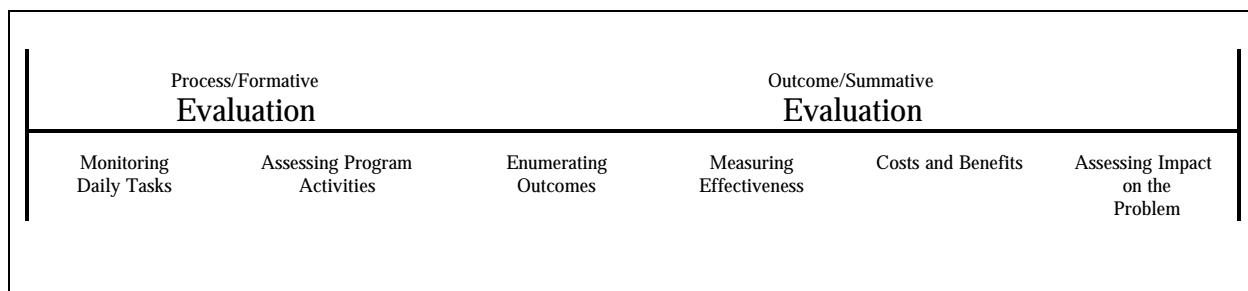 Process/Formative
Evaluation
Outcome/Summative
Evaluation
Monitoring
Daily Tasks
Assessing Program
Activities
Enumerating
Outcomes
Measuring
Effectiveness
Costs and Benefits
Assessing Impact
on the
Problem